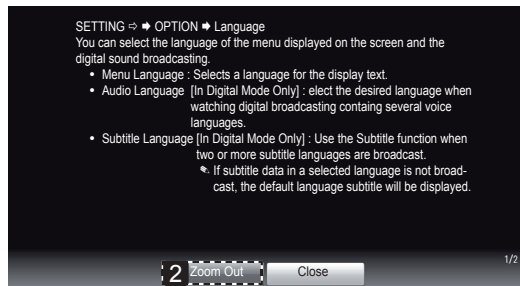 SETTING ⇨ ➡ OPTION ➡ Language
You can select the language of the menu displayed on the screen and the
digital sound broadcasting.
• Menu Language : Selects a language for the display text.
• Audio Language [In Digital Mode Only] : elect the desired language when
watching digital broadcasting containg several voice
languages.
• Subtitle Language [In Digital Mode Only] : Use the Subtitle function when
two or more subtitle languages are broadcast.
✎ If subtitle data in a selected language is not broad-
cast, the default language subtitle will be displayed.
1/2
2 Zoom Out Close